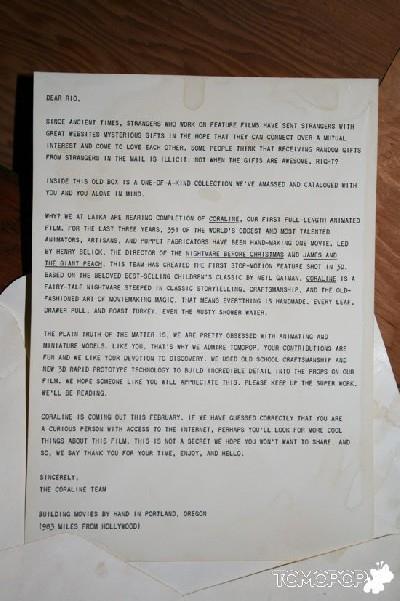 DEAR RIO,
SINCE ANCIENT TIMES, STRANGERS WHO WORK ON FEATURE FILMS HAVE SENT STRANGERS WITH
GREAT WEBSITES MYSTERIOUS GIFTS IN THE HOPE THAT THEY CAN CONNECT OVER A MUTUAL
INTEREST AND COME TO LOVE EACH OTHER. SOME PEOPLE THINK THAT RECEIVING RANDOM GIFTS
FROM STRANGERS IN THE MAIL IS ILLICIT. NOT WHEN THE GIFTS ARE AWESOME, RIGHT?
INSIDE THIS OLD BOX IS A ONE-OF-A-KIND COLLECTION WE'VE AMASSED AND CATALOGED WITH
YOU AND YOU ALONE IN MIND.
WHY? WE AT LAIKA ARE NEARING COMPLETION OF CORALINE, OUR FIRST FULL-LENGTH ANIMATED
FILM. FOR THE LAST THREE YEARS, 350 OF THE WORLD'S COOLEST AND MOST TALENTED
ANIMATORS, ARTISANS, AND PUPPET FABRICATORS HAVE BEEN HAND-MAKING ONE MOVIE, LED
BY HENRY SELICK, THE DIRECTOR OF THE NIGHTMARE BEFORE CHRISTMAS AND JAMES AND
THE GIANT PEACH. THIS TEAM HAS CREATED THE FIRST STOP-MOTION FEATURE SHOT IN 3D.
BASED ON THE BELOVED BEST-SELLING CHILDREN'S CLASSIC BY NEIL GAIMAN, CORALINE IS A
FAIRY-TALE NIGHTMARE STEEPED IN CLASSIC STORYTELLING, CRAFTSMANSHIP, AND THE OLD-
FASHIONED ART OF MOVIEMAKING MAGIC. THAT MEANS EVERYTHING IS HANDMADE. EVERY LEAF,
DRAWER PULL, AND ROAST TURKEY. EVEN THE RUSTY SHOWER WATER.
THE PLAIN TRUTH OF THE MATTER IS, WE ARE PRETTY OBSESSED WITH ANIMATING AND
MINIATURE MODELS. LIKE YOU. THAT'S WHY WE ADMIRE TOMOPOP. YOUR CONTRIBUTIONS ARE
FUN AND WE LIKE YOUR DEVOTION TO DISCOVERY. WE USED OLD SCHOOL CRAFTSMANSHIP AND
NEW 3D RAPID PROTOTYPE TECHNOLOGY TO BUILD INCREDIBLE DETAIL INTO THE PROPS ON OUR
FILM. WE HOPE SOMEONE LIKE YOU WILL APPRECIATE THIS. PLEASE KEEP UP THE SUPER WORK.
WE'LL BE READING.
CORALINE IS COMING OUT THIS FEBRUARY. IF WE HAVE GUESSED CORRECTLY THAT YOU ARE
A CURIOUS PERSON WITH ACCESS TO THE INTERNET, PERHAPS YOU'LL LOOK FOR MORE COOL
THINGS ABOUT THIS FILM. THIS IS NOT A SECRET WE HOPE YOU WON'T WANT TO SHARE. AND
SO, WE SAY THANK YOU FOR YOUR TIME, ENJOY, AND HELLO.
SINCERELY,
THE CORALINE TEAM
BUILDING MOVIES BY HAND IN PORTLAND, OREGON
(983 MILES FROM HOLLYWOOD)
TOMOPOP